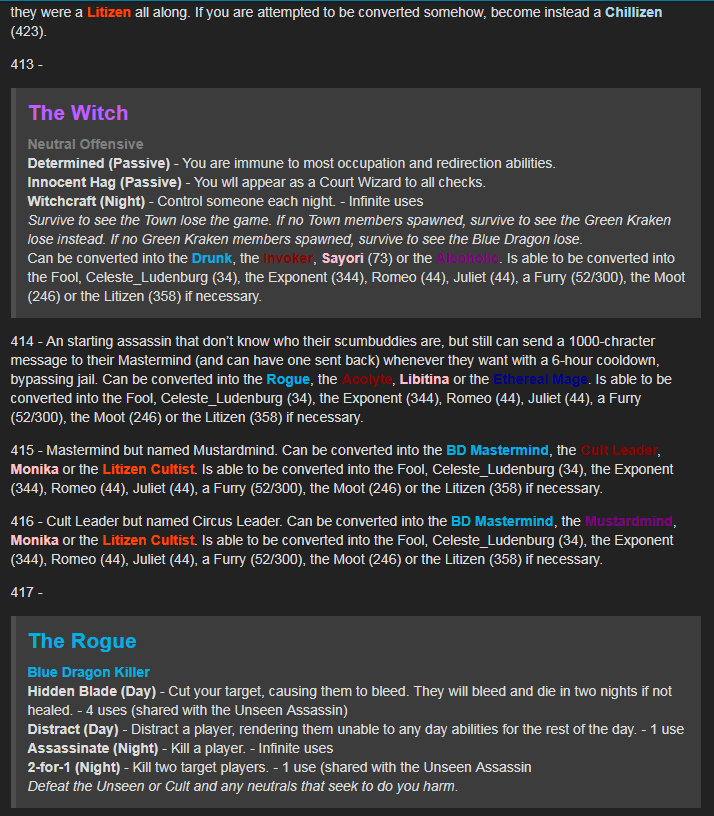 they were a Litizen all along. If you are attempted to be converted somehow, become instead a Chillizen
(423).
413 -
The Witch
Neutral Offensive
Determined (Passive) - You are immune to most occupation and redirection abilities.
Innocent Hag (Passive) - You wll appear as a Court Wizard to all checks.
Witchcraft (Night) - Control someone each night. - Infinite uses
Survive to see the Town lose the game. If no Town members spawned, survive to see the Green Kraken
lose instead. If no Green Kraken members spawned, survive to see the Blue Dragon lose.
Can be converted into the Drunk, the Invoker, Sayori (73) or the . Is able to be converted into
the Fool, Celeste_Ludenburg (34), the Exponent (344), Romeo (44), Juliet (44), a Furry (52/300), the Moot
(246) or the Litizen (358) if necessary.
414 - An starting assassin that don't know who their scumbuddies are, but still can send a 1000-chracter
message to their Mastermind (and can have one sent back) whenever they want with a 6-hour cooldown,
bypassing jail. Can be converted into the Rogue, the Acolyte, Libitina or the Ethereal Mage. Is able to be
converted into the Fool, Celeste_Ludenburg (34), the Exponent (344), Romeo (44), Juliet (44), a Furry
(52/300), the Moot (246) or the Litizen (358) if necessary.
415 - Mastermind but named Mustardmind. Can be converted into the BD Mastermind, the Cult Leader,
Monika or the Litizen Cultist. Is able to be converted into the Fool, Celeste_Ludenburg (34), the Exponent
(344), Romeo (44), Juliet (44), a Furry (52/300), the Moot (246) or the Litizen (358) if necessary.
416 - Cult Leader but named Circus Leader. Can be converted into the BD Mastermind, the Mustardmind,
Monika or the Litizen Cultist. Is able to be converted into the Fool, Celeste_Ludenburg (34), the Exponent
(344), Romeo (44), Juliet (44), a Furry (52/300), the Moot (246) or the Litizen (358) if necessary.
417 -
The Rogue
Blue Dragon Killer
Hidden Blade (Day) - Cut your target, causing them to bleed. They will bleed and die in two nights if not
healed. - 4 uses (shared with the Unseen Assassin)
Distract (Day) - Distract a player, rendering them unable to any day abilities for the rest of the day. - 1 use
Assassinate (Night) - Kill a player. - Infinite uses
2-for-1 (Night) - Kill two target players. - 1 use (shared with the Unseen Assassin
Defeat the Unseen or Cult and any neutrals that seek to do you harm.